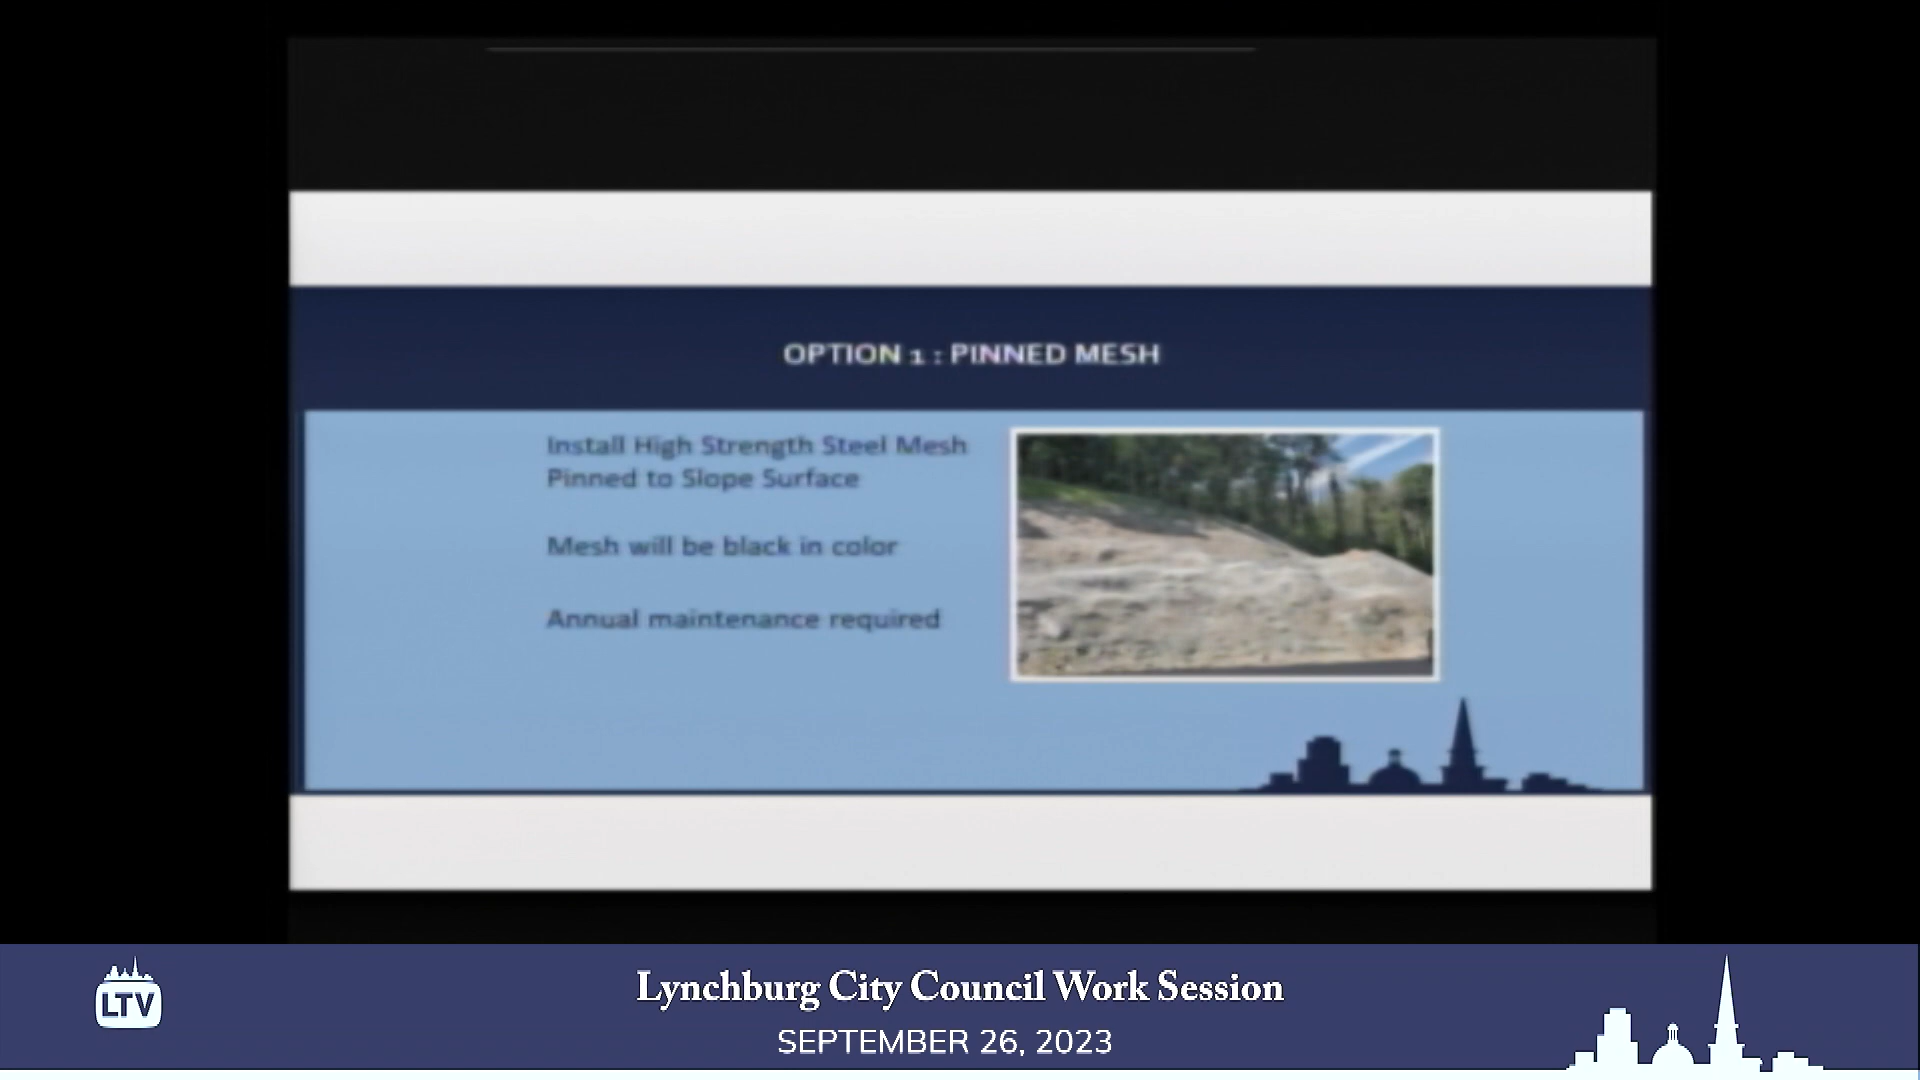 OPTION 1 : PINNED MESH
Install High Strength Steel Mesh
Pinned to Slope Surface
Mesh will be black in color
Annual maintenance required
LTV
Lynchburg City Council Work Session
SEPTEMBER 26, 2023